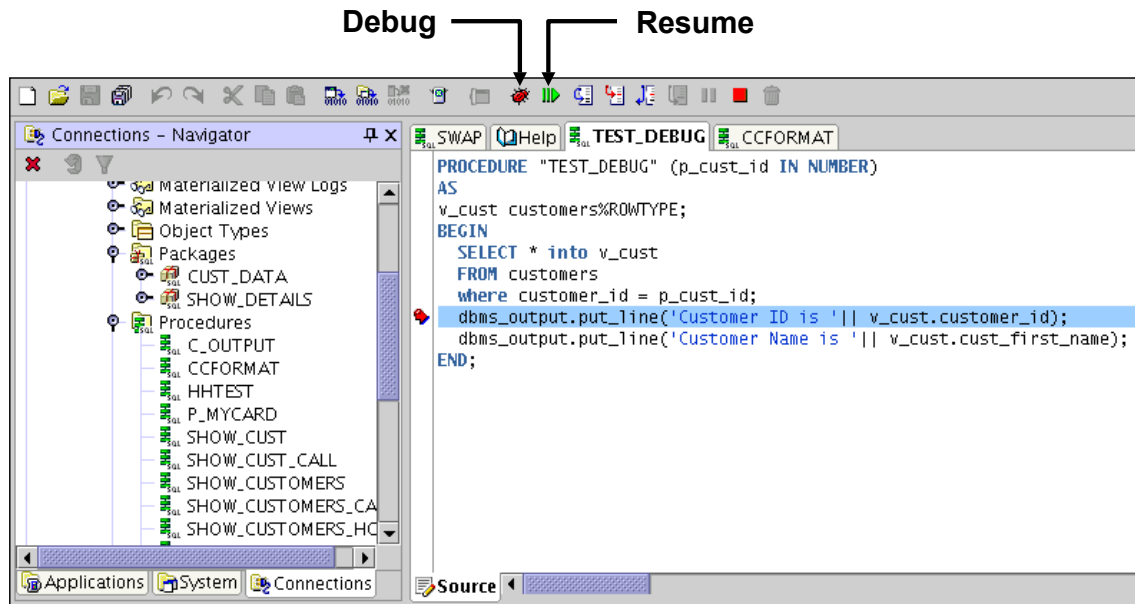 Debug
Resume
Connections - Navigator
SWAP
Help
TEST_DEBUG
CCFORMAT
Materialized View Logs
Materialized Views
Object Types
Packages
CUST_DATA
SHOW_DETAILS
Procedures
C_OUTPUT
CCFORMAT
HHTEST
P_MYCARD
SHOW_CUST
SHOW_CUST_CALL
SHOW_CUSTOMERS
SHOW_CUSTOMERS_CA
SHOW_CUSTOMERS_HC
Applications
System
Connections
PROCEDURE "TEST_DEBUG" (p_cust_id IN NUMBER)
AS
v_cust customers%ROWTYPE;
BEGIN
SELECT * into v_cust
FROM customers
where customer_id = p_cust_id;
dbms_output.put_line('Customer ID is '|| v_cust.customer_id);
dbms_output.put_line('Customer Name is '|| v_cust.cust_first_name);
END;
Source